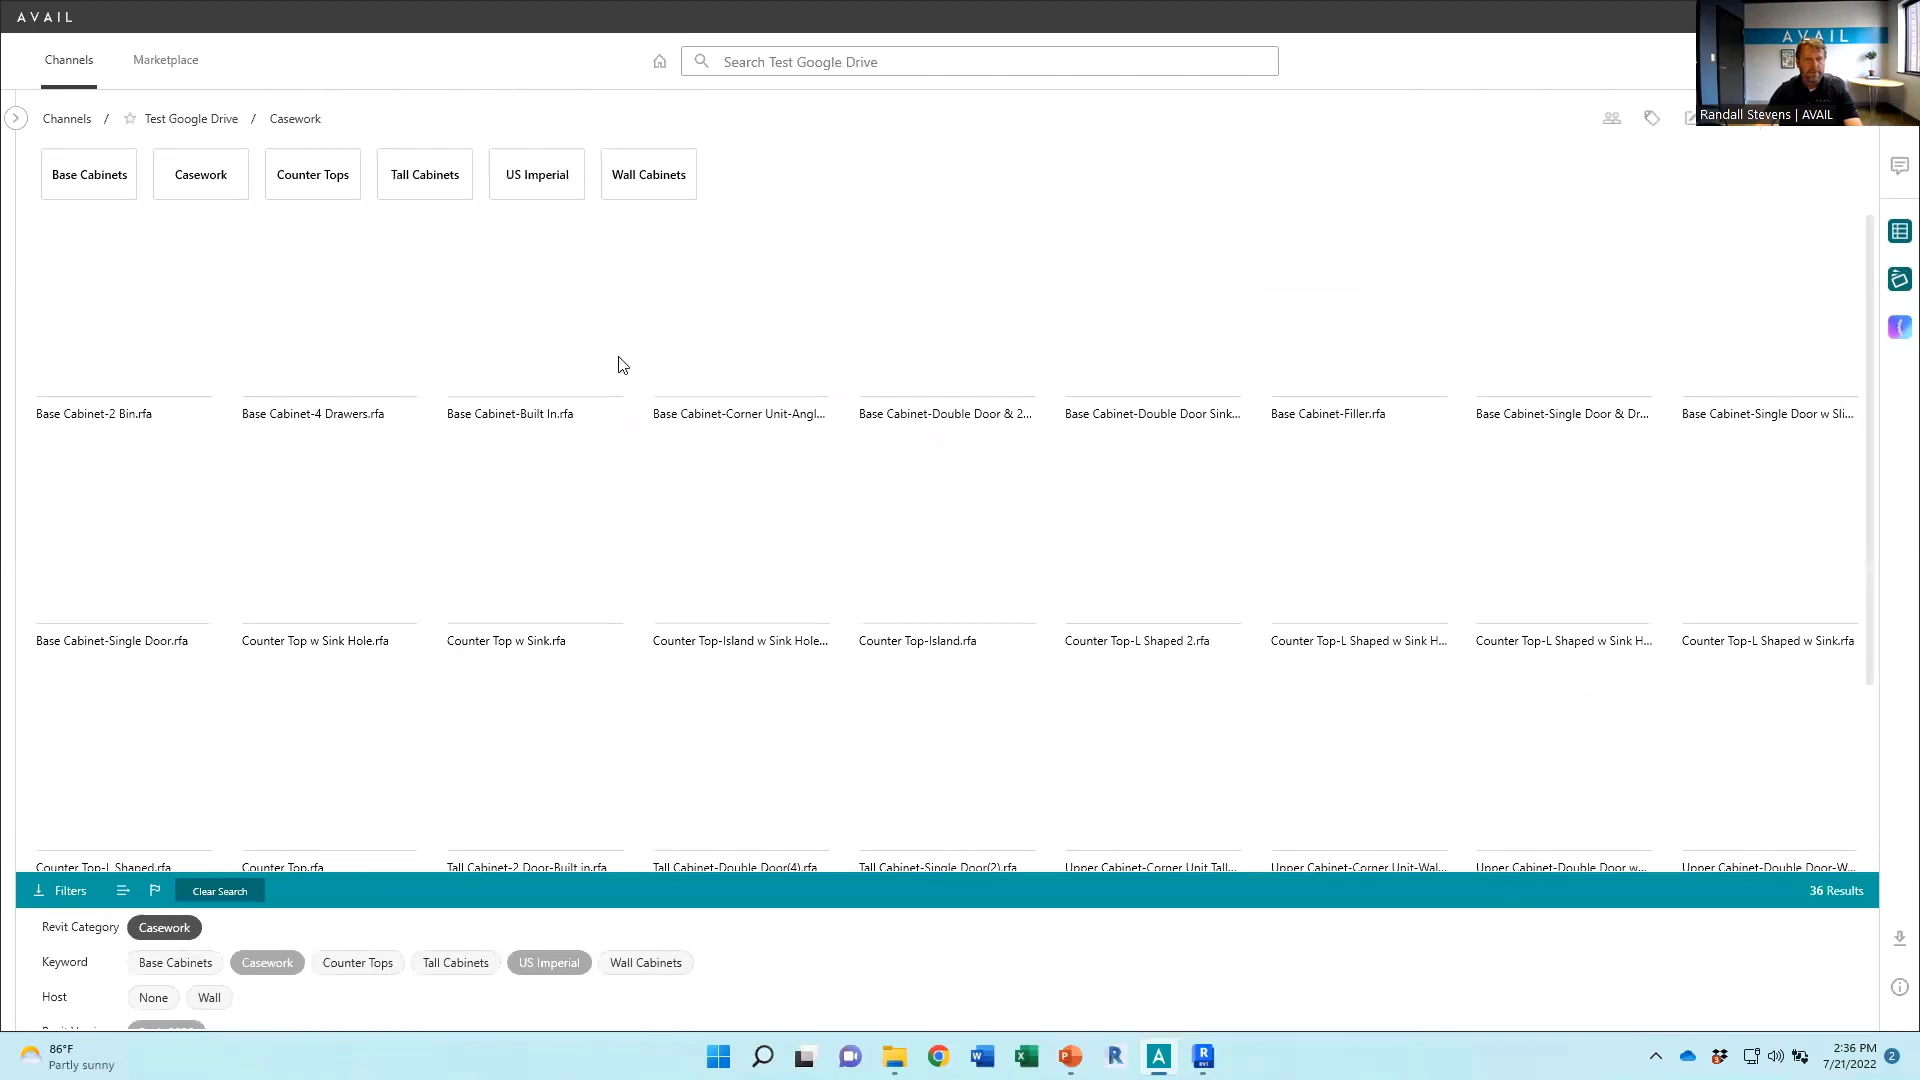 AVAIL
Channels
Marketplace
Search Test Google Drive
AVAIL
Randall Stevens | AVAIL
Channels / Test Google Drive / Casework
Base Cabinets
Casework
Counter Tops
Tall Cabinets
US Imperial
Wall Cabinets
Base Cabinet-2 Bin.rfa
Base Cabinet-4 Drawers.rfa
Base Cabinet-Built In.rfa
Base Cabinet-Corner Unit-Angl...
Base Cabinet-Double Door & 2...
Base Cabinet-Double Door Sink...
Base Cabinet-Filler.rfa
Base Cabinet-Single Door & Dr...
Base Cabinet-Single Door w Sli...
Base Cabinet-Single Door.rfa
Counter Top w Sink Hole.rfa
Counter Top w Sink.rfa
Counter Top-Island w Sink Hole...
Counter Top-Island.rfa
Counter Top-L Shaped 2.rfa
Counter Top-L Shaped w Sink H...
Counter Top-L Shaped w Sink H...
Counter Top-L Shaped w Sink.rfa
Counter Top-L Shaped.rfa
Counter Top.rfa
Tall Cabinet-2 Door-Built in.rfa
Tall Cabinet-Double Door(4).rfa
Tall Cabinet-Single Door(2).rfa
Upper Cabinet-Corner Unit Tall...
Upper Cabinet-Corner Unit-Wal...
Upper Cabinet-Double Door w...
Upper Cabinet-Double Door-W...
Filters
Clear Search
36 Results
Revit Category Casework
Keyword Base Cabinets Casework Counter Tops Tall Cabinets US Imperial Wall Cabinets
Host None Wall
86°F
Partly sunny
2:36 PM
7/21/2022
2